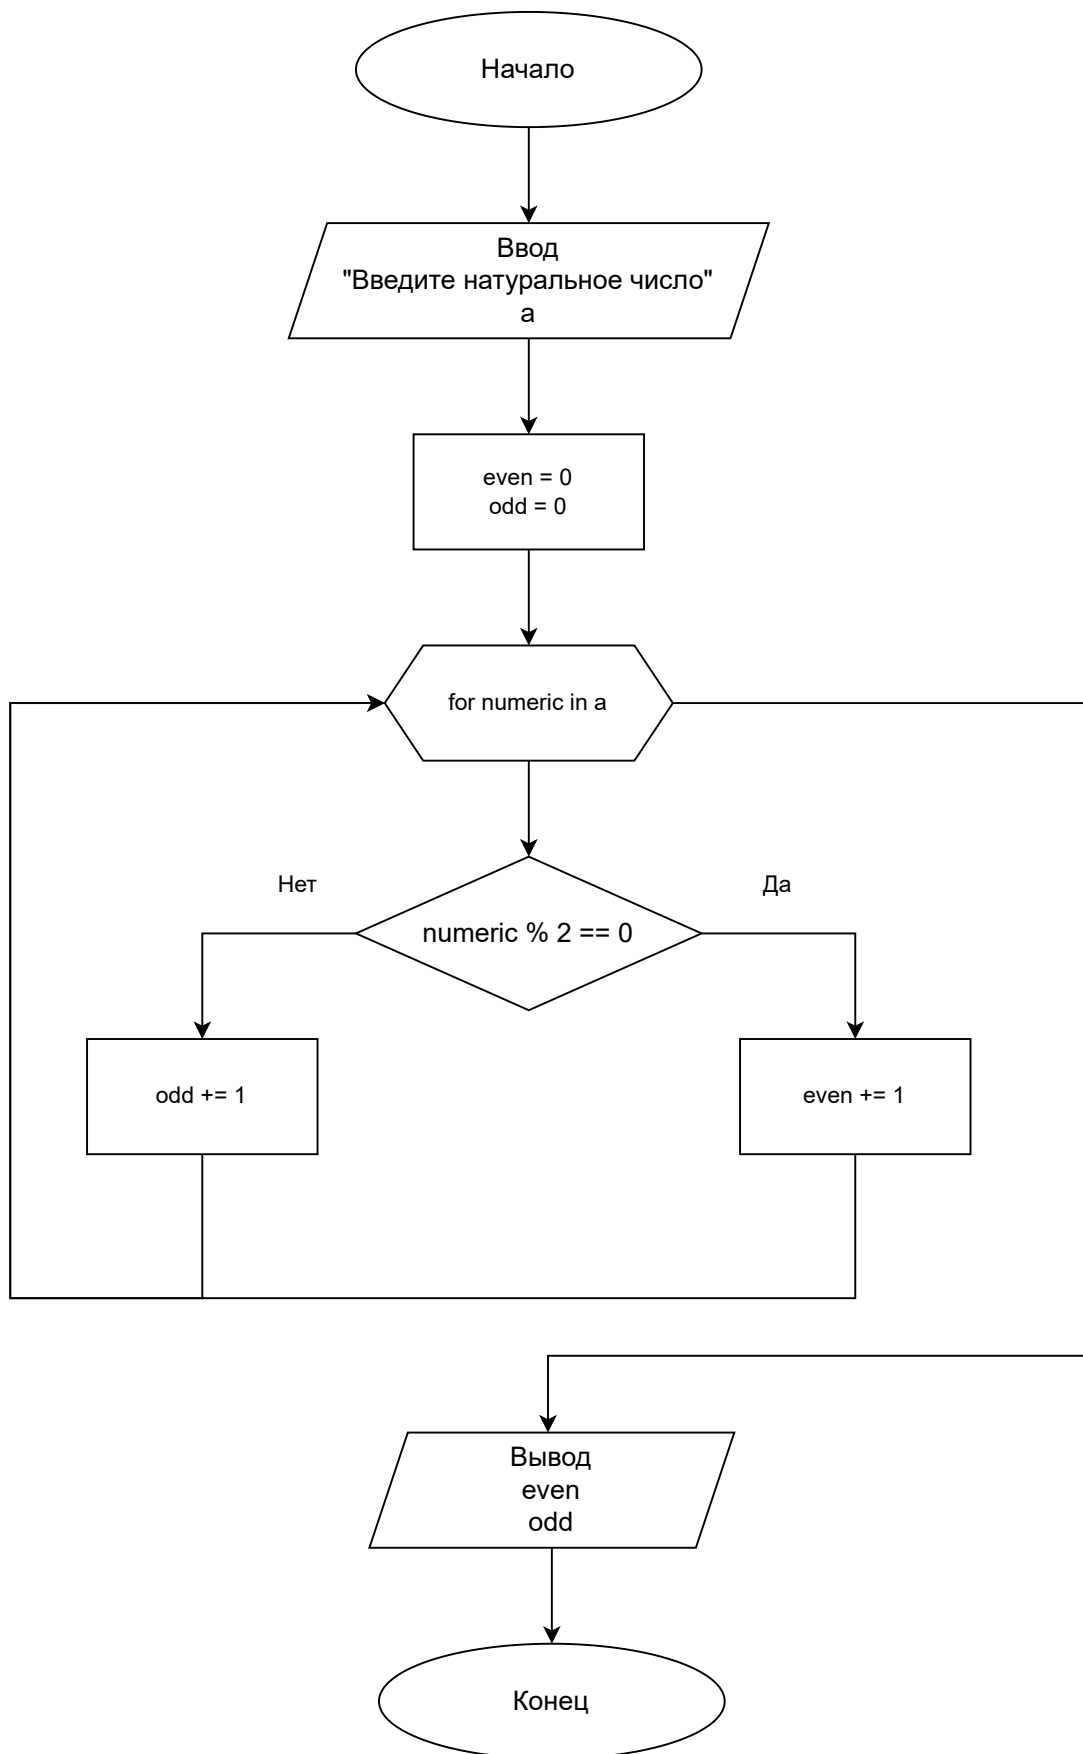 Начало
Ввод
"Введите натуральное число"
a
even = 0
odd = 0
for numeric in a
Нет
Да
numeric % 2 == 0
odd += 1
even += 1
Вывод
even
odd
Конец